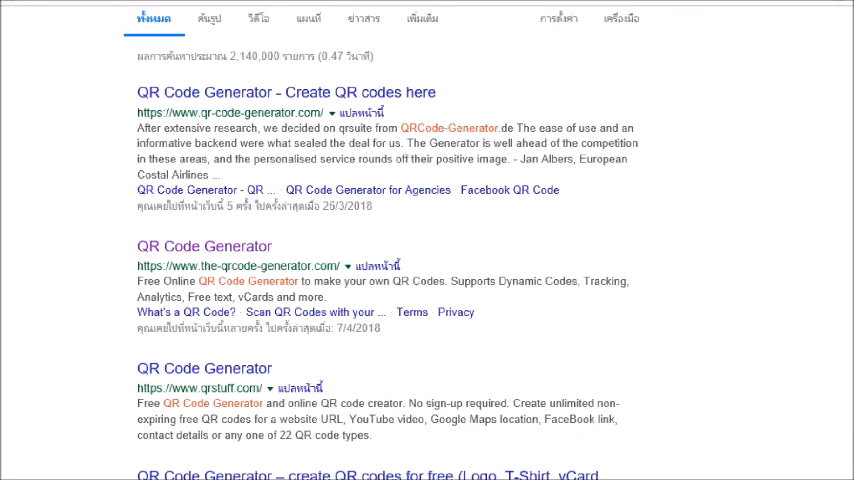 ทั้งหมด ค้นรูป วิดีโอ แผนที่ ข่าวสาร เพิ่มเติม การตั้งค่า เครื่องมือ
ผลการค้นหาประมาณ 2,140,000 รายการ (0.47 วินาที)
QR Code Generator - Create QR codes here
https://www.qr-code-generator.com/ แปลหน้านี้
After extensive research, we decided on qrsuite from QRCode-Generator.de The ease of use and an
informative backend were what sealed the deal for us. The Generator is well ahead of the competition
in these areas, and the personalised service rounds off their positive image. - Jan Albers, European
Costal Airlines ...
QR Code Generator - QR ... · QR Code Generator for Agencies · Facebook QR Code
คุณเคยไปที่หน้าเว็บนี้ 5 ครั้ง ไปครั้งล่าสุดเมื่อ 26/3/2018
QR Code Generator
https://www.the-qrcode-generator.com/ แปลหน้านี้
Free Online QR Code Generator to make your own QR Codes. Supports Dynamic Codes, Tracking,
Analytics, Free text, vCards and more.
What's a QR Code? · Scan QR Codes with your ... · Terms · Privacy
คุณเคยไปที่หน้าเว็บนี้หลายครั้ง ไปครั้งล่าสุดเมื่อ: 7/4/2018
QR Code Generator
https://www.qrstuff.com/ แปลหน้านี้
Free QR Code Generator and online QR code creator. No sign-up required. Create unlimited non-
expiring free QR codes for a website URL, YouTube video, Google Maps location, FaceBook link,
contact details or any one of 22 QR code types.
QR Code Generator – create QR codes for free (Logo, T-Shirt, vCard